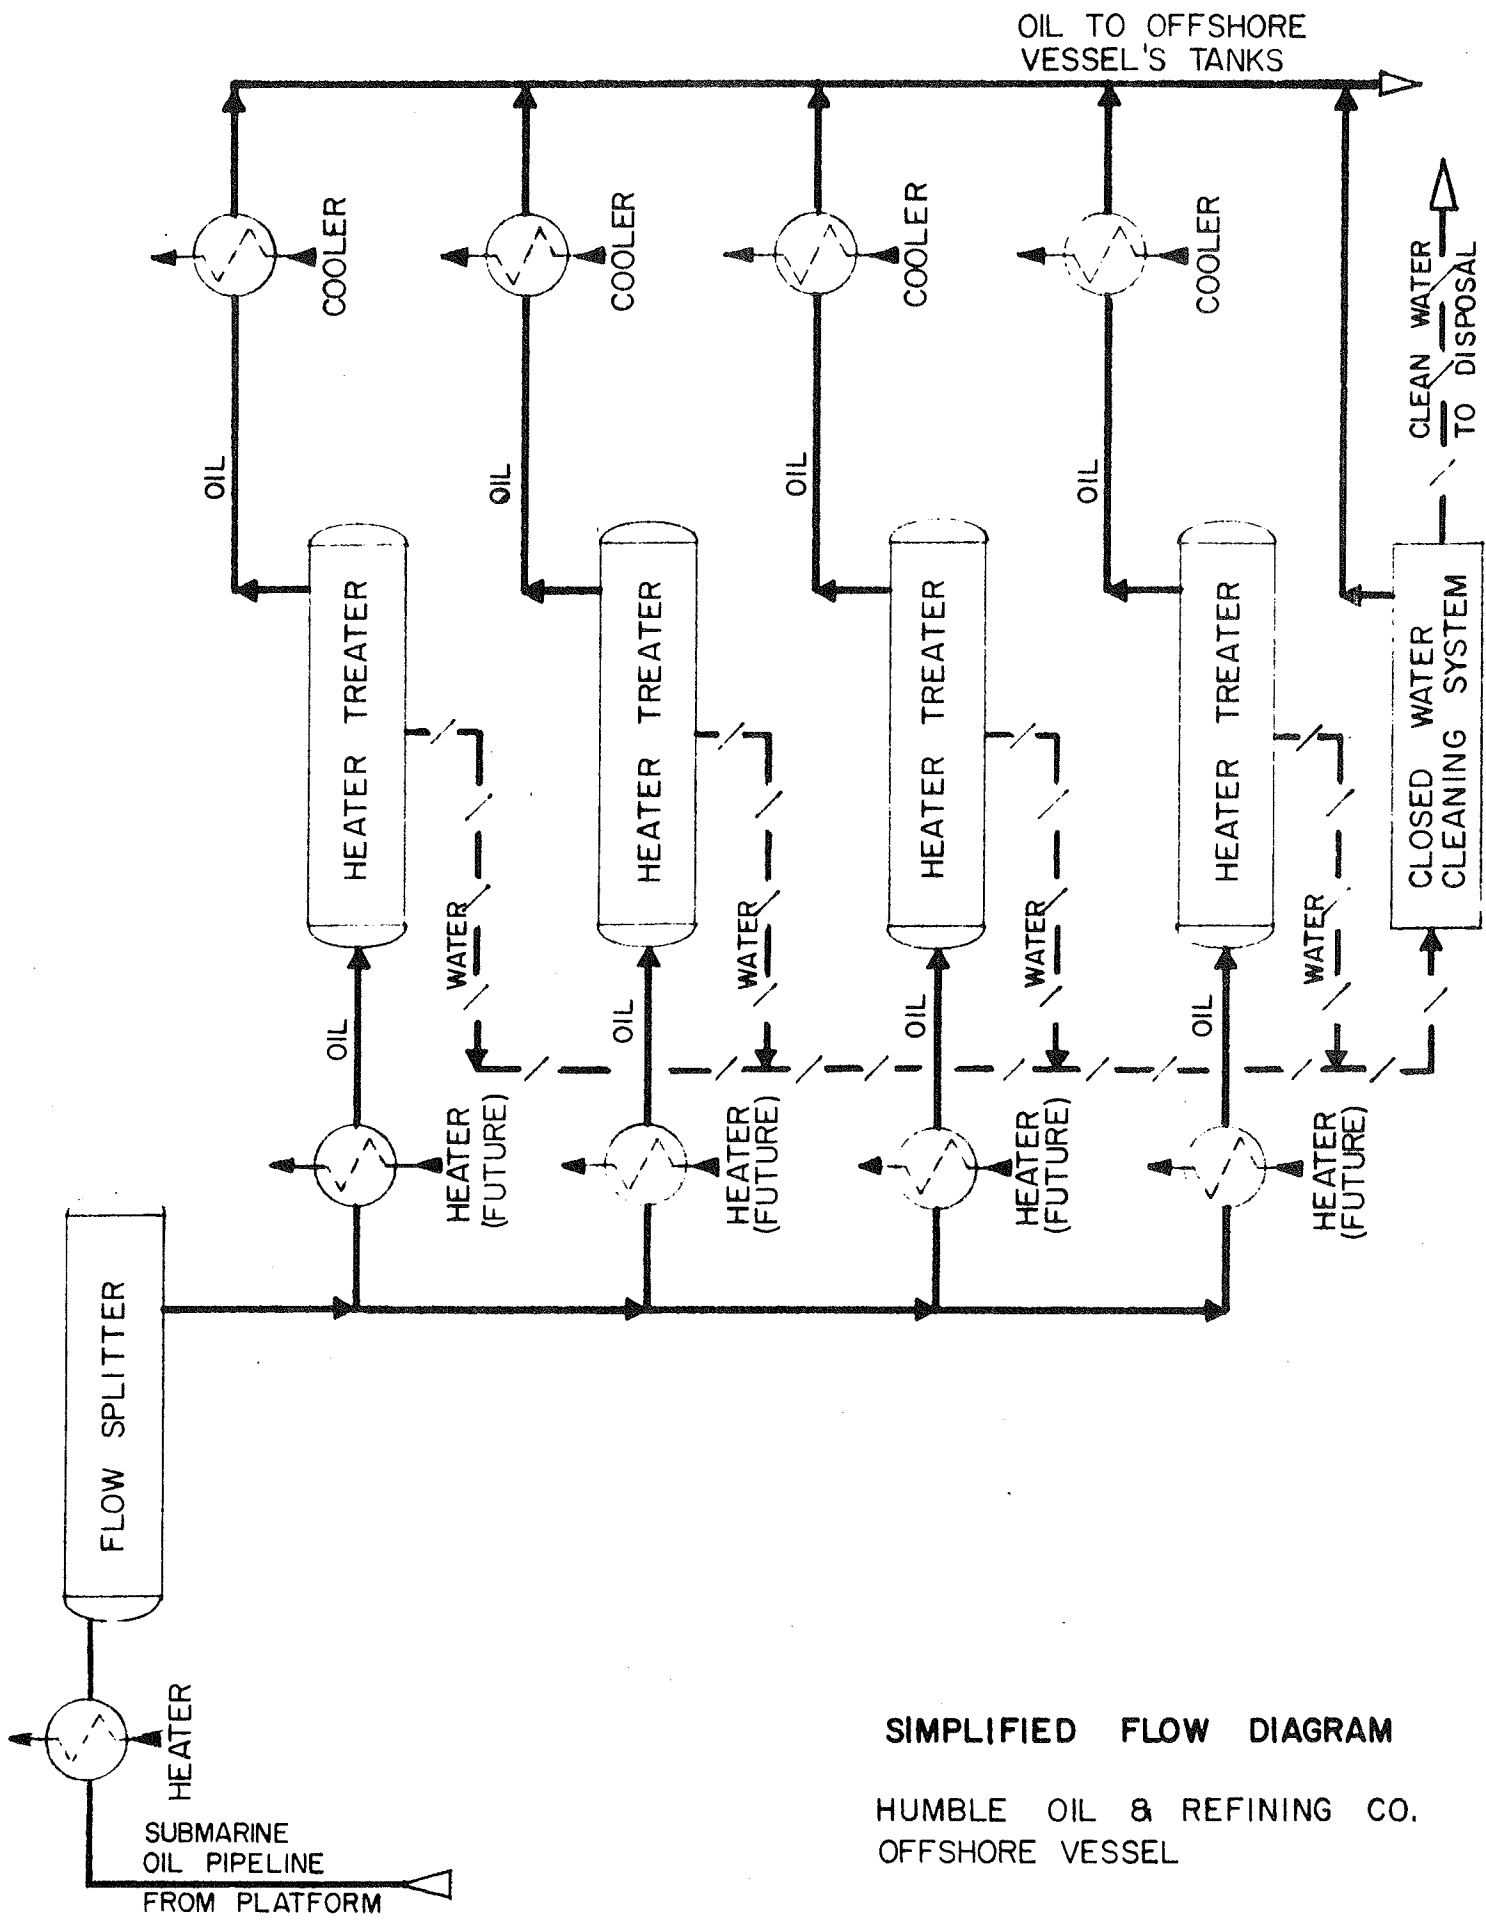 OIL TO OFFSHORE
VESSEL'S TANKS
COOLER
COOLER
COOLER
COOLER
CLEAN WATER
TO DISPOSAL
OIL
OIL
OIL
OIL
HEATER TREATER
HEATER TREATER
HEATER TREATER
HEATER TREATER
CLOSED WATER
CLEANING SYSTEM
WATER
WATER
WATER
WATER
OIL
OIL
OIL
OIL
HEATER
(FUTURE)
HEATER
(FUTURE)
HEATER
(FUTURE)
HEATER
(FUTURE)
FLOW SPLITTER
HEATER
SUBMARINE
OIL PIPELINE
FROM PLATFORM
SIMPLIFIED FLOW DIAGRAM
HUMBLE OIL & REFINING CO.
OFFSHORE VESSEL